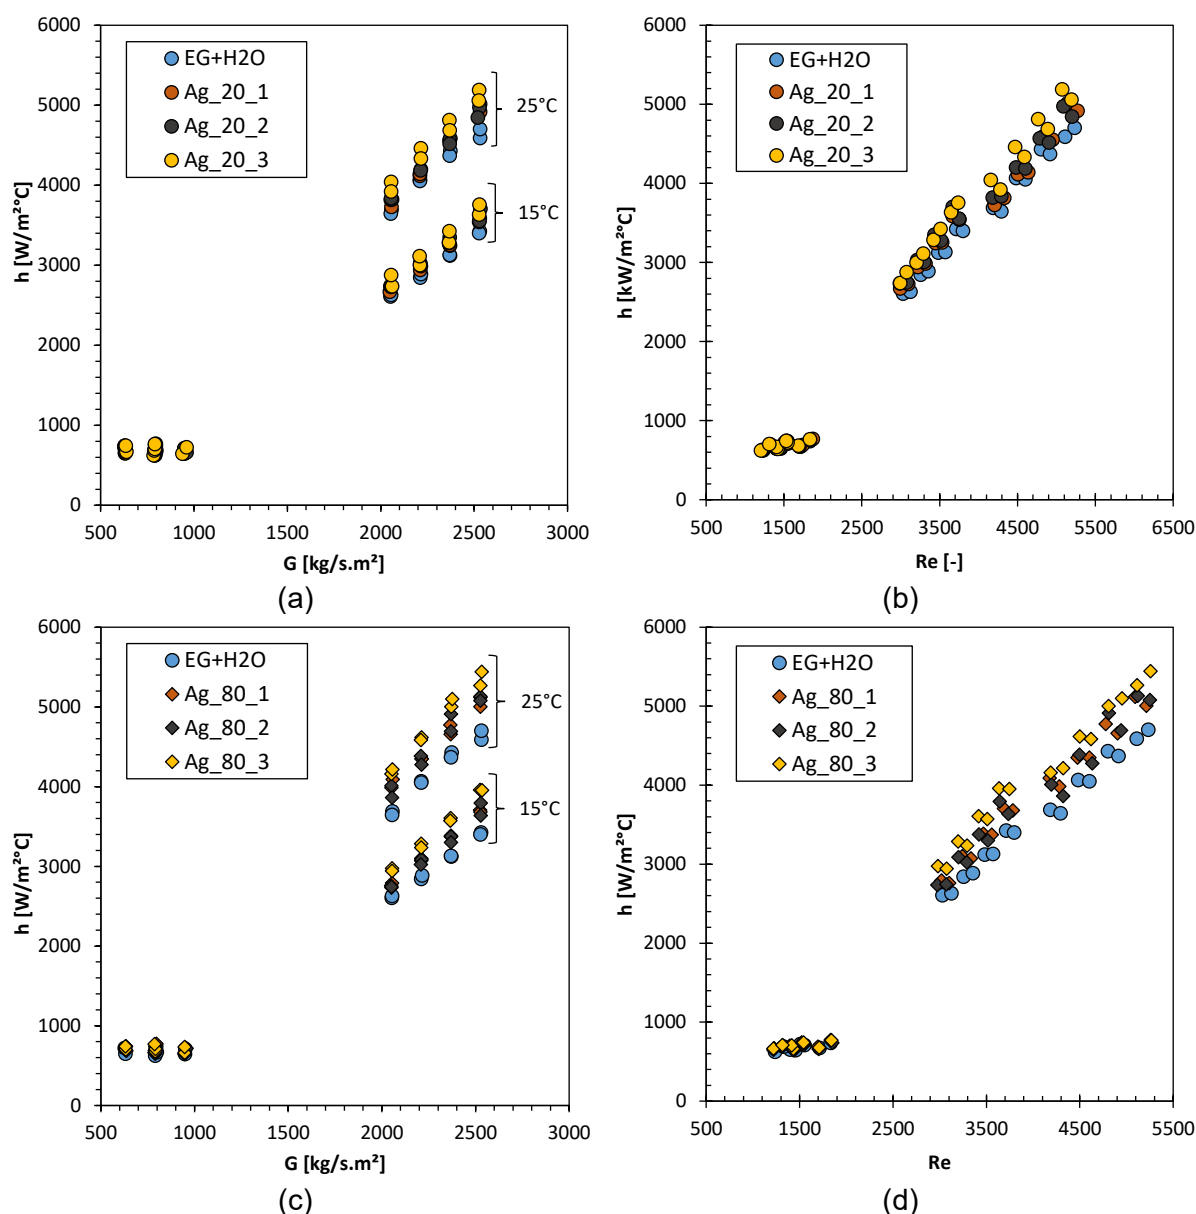 6000
5000
4000
3000
2000
1000
0
h [W/m²°C]
EG+H2O
Ag_20_1
Ag_20_2
Ag_20_3
25°C
15°C
500 1000 1500 2000 2500 3000
G [kg/s.m²]
(a)
6000
5000
4000
3000
2000
1000
0
h [kW/m²°C]
EG+H2O
Ag_20_1
Ag_20_2
Ag_20_3
500 1500 2500 3500 4500 5500 6500
Re [-]
(b)
6000
5000
4000
3000
2000
1000
0
h [W/m²°C]
EG+H2O
Ag_80_1
Ag_80_2
Ag_80_3
25°C
15°C
500 1000 1500 2000 2500 3000
G [kg/s.m²]
(c)
6000
5000
4000
3000
2000
1000
0
h [W/m²°C]
EG+H2O
Ag_80_1
Ag_80_2
Ag_80_3
500 1500 2500 3500 4500 5500
Re
(d)